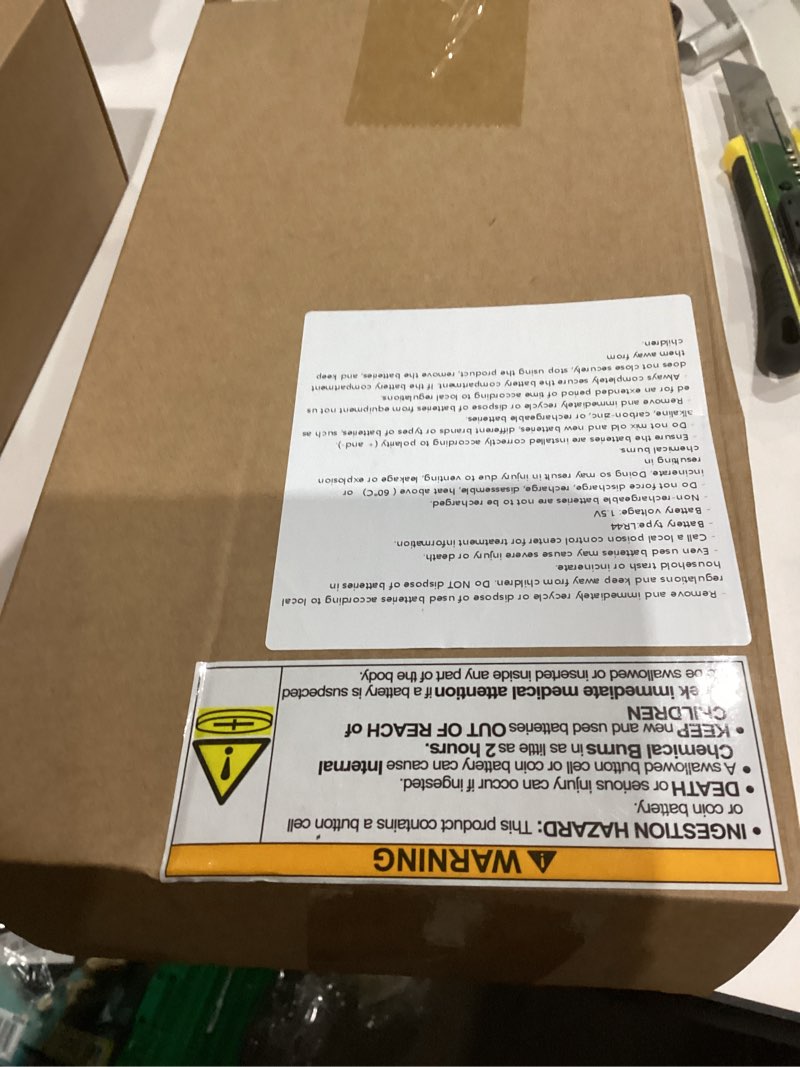 WARNING
• INGESTION HAZARD: This product contains a button cell
or coin battery.
• DEATH or serious injury can occur if ingested.
• A swallowed button cell or coin battery can cause Internal
Chemical Burns in as little as 2 hours.
• KEEP new and used batteries OUT OF REACH of
CHILDREN
ek immediate medical attention if a battery is suspected
be swallowed or inserted inside any part of the body.
- Remove and immediately recycle or dispose of used batteries according to local
regulations and keep away from children. Do NOT dispose of batteries in
household trash or incinerate.
- Even used batteries may cause severe injury or death.
- Call a local poison control center for treatment information.
- Battery type:LR44
- Battery voltage: 1.5V
- Non-rechargeable batteries are not to be recharged.
- Do not force discharge, recharge, disassemble, heat above ( 60°C) or
incinerate. Doing so may result in injury due to venting, leakage or explosion
resulting in
chemical burns
- Ensure the batteries are installed correctly according to polarity (+ and-).
- Do not mix old and new batteries, different brands or types of batteries, such as
alkaline, carbon-zinc, or rechargeable batteries.
- Remove and immediately recycle or dispose of batteries from equipment not us
ed for an extended period of time according to local regulations.
- Always completely secure the battery compartment. If the battery compartment
does not close securely, stop using the product, remove the batteries, and keep
them away from
children.